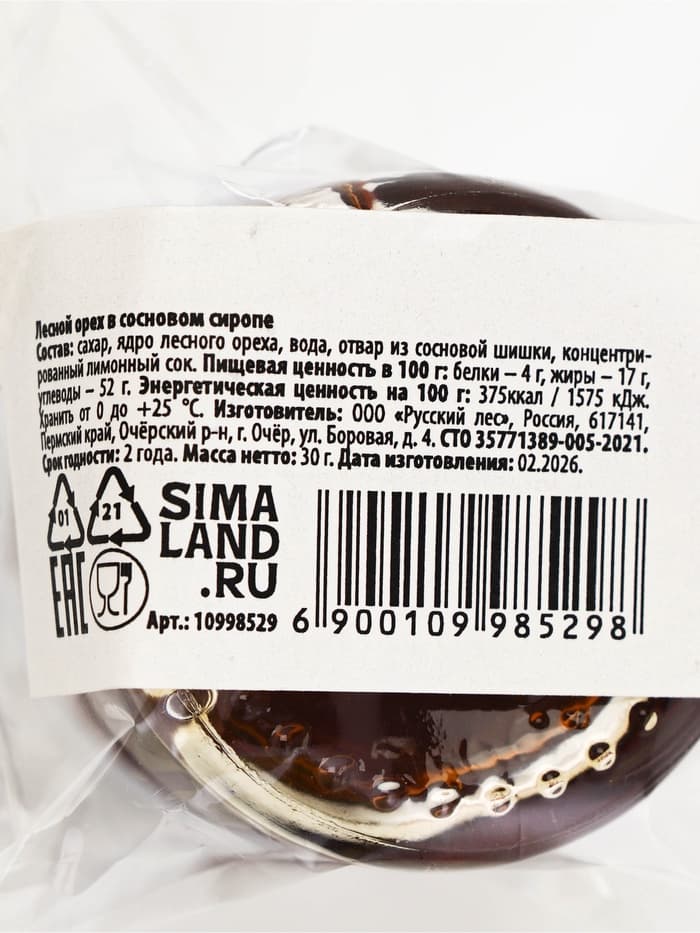 Лесной орех в сосновом сиропе
Состав: сахар, ядро лесного ореха, вода, отвар из сосновой шишки, концентри-
рованный лимонный сок. Пищевая ценность в 100 г: белки – 4 г, жиры – 17 г,
углеводы – 52 г. Энергетическая ценность на 100 г: 375ккал / 1575 кДж.
Хранить от 0 до +25 °С. Изготовитель: ООО «Русский лес», Россия, 617141,
Пермский край, Очёрский р-н, г. Очёр, ул. Боровая, д. 4. СТО 35771389-005-2021.
Срок годности: 2 года. Масса нетто: 30 г. Дата изготовления: 02.2026.
01 21
SIMA
LAND
.RU
EAC
Арт.: 10998529
6 900109 985298